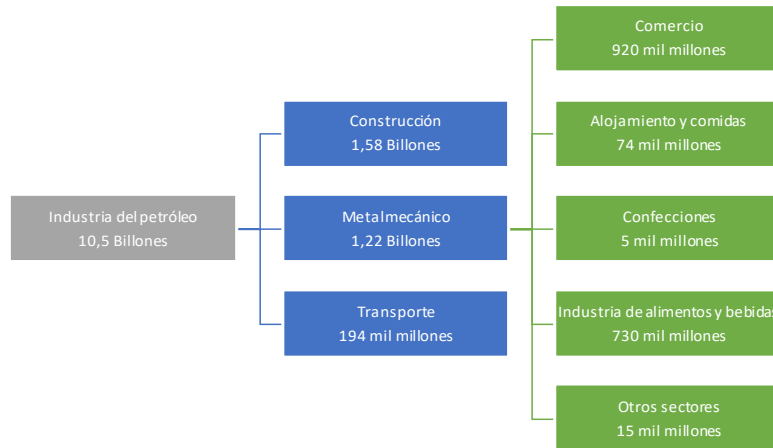 Industria del petróleo
10,5 Billones
Construcción
1,58 Billones
Metalmecánico
1,22 Billones
Transporte
194 mil millones
Comercio
920 mil millones
Alojamiento y comidas
74 mil millones
Confecciones
5 mil millones
Industria de alimentos y bebidas
730 mil millones
Otros sectores
15 mil millones